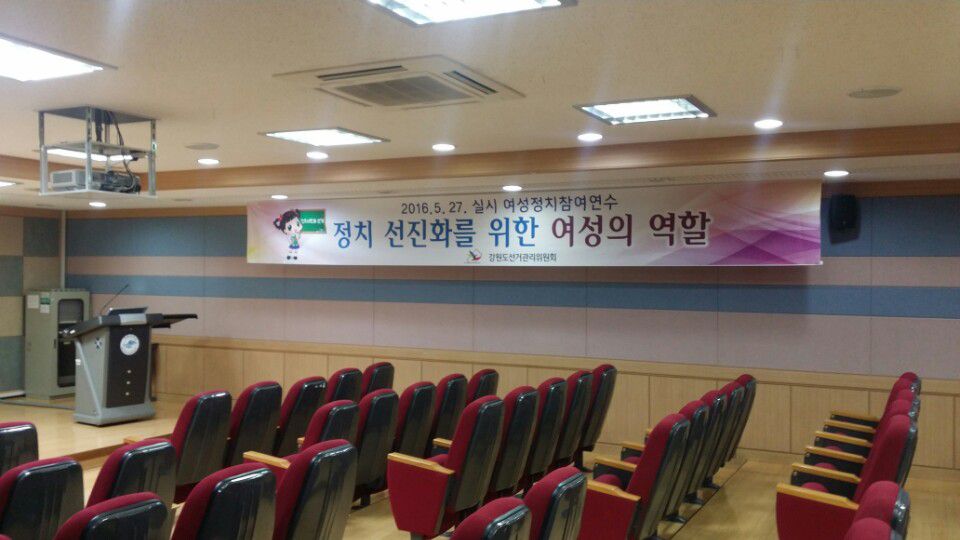 2016. 5. 27. 실시 여성정치참여연수
정치 선진화를 위한 여성의 역할
강원도선거관리위원회